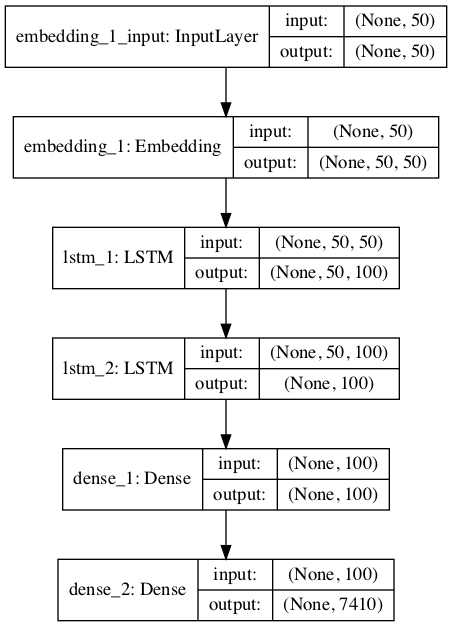 embedding_1_input: InputLayer
input: (None, 50)
output: (None, 50)
embedding_1: Embedding
input: (None, 50)
output: (None, 50, 50)
lstm_1: LSTM
input: (None, 50, 50)
output: (None, 50, 100)
lstm_2: LSTM
input: (None, 50, 100)
output: (None, 100)
dense_1: Dense
input: (None, 100)
output: (None, 100)
dense_2: Dense
input: (None, 100)
output: (None, 7410)